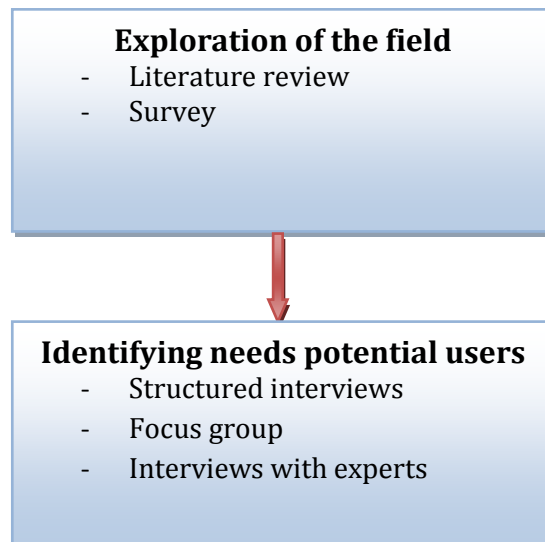 Exploration of the field
- Literature review
- Survey
Identifying needs potential users
- Structured interviews
- Focus group
- Interviews with experts